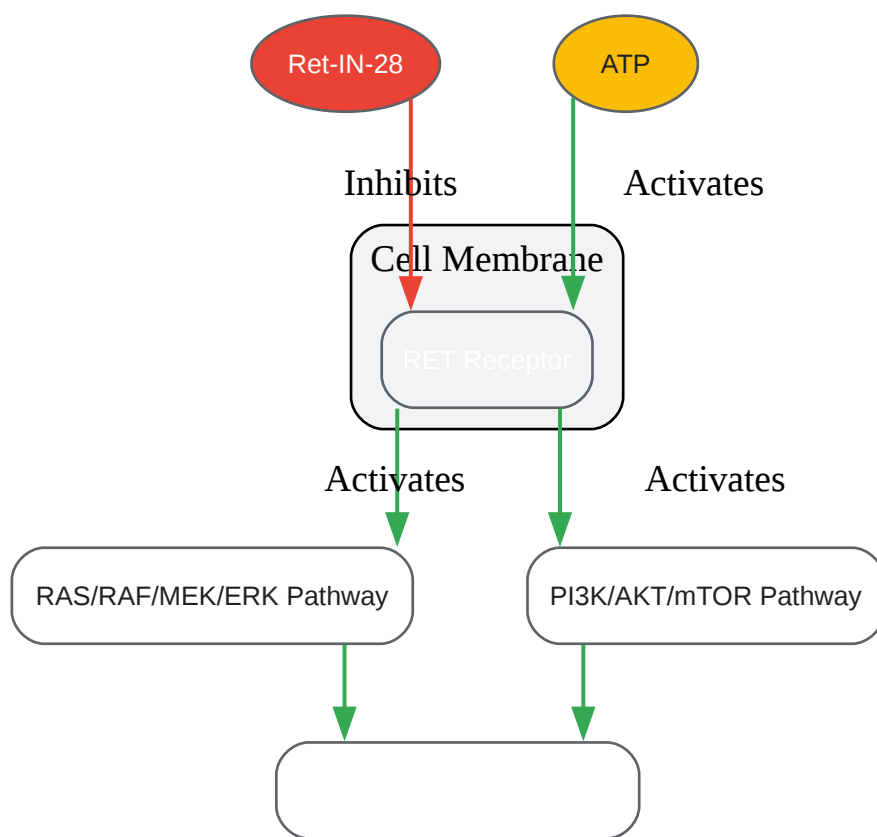 Ret-IN-28
ATP
Inhibits
Activates
Cell Membrane
RET Receptor
Activates
Activates
RAS/RAF/MEK/ERK Pathway
PI3K/AKT/mTOR Pathway